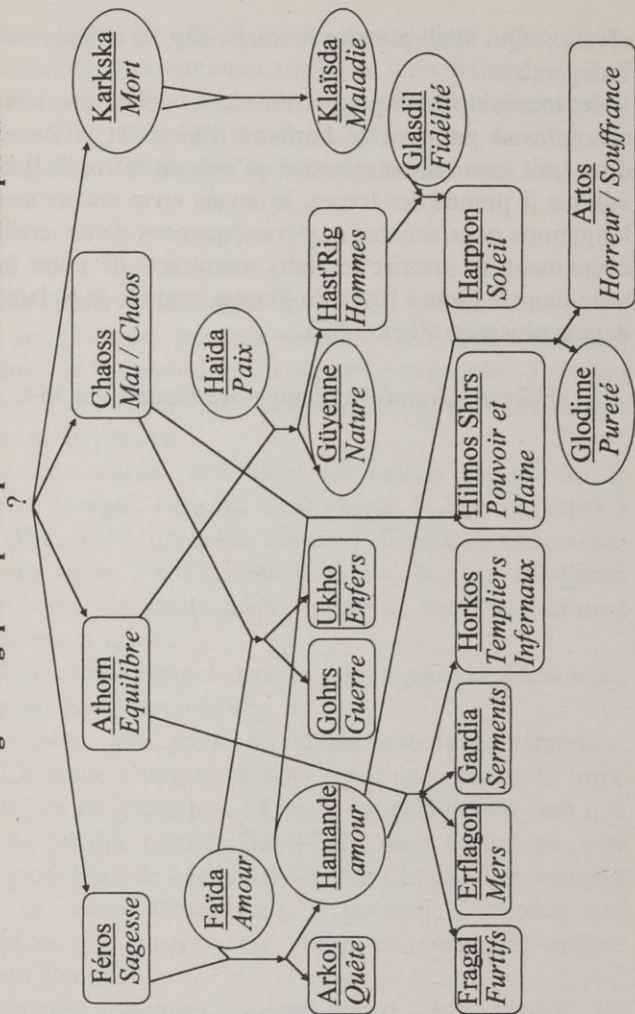 ?
Féros
Sagesse
Athorn
Equilibre
Chaoss
Mal / Chaos
Karkska
Mort
Faïda
Amour
Haïda
Paix
Arkol
Quête
Hamande
amour
Gohrs
Guerre
Ukho
Enfers
Güyenne
Nature
Hast'Rig
Hommes
Klaïsda
Maladie
Glasdil
Fidélité
Fragal
Furtifs
Erflagon
Mers
Gardia
Serments
Horkos
Templiers
Infernaux
Hilmos Shirs
Pouvoir et
Haine
Harpron
Soleil
Glodime
Pureté
Artos
Horreur / Souffrance